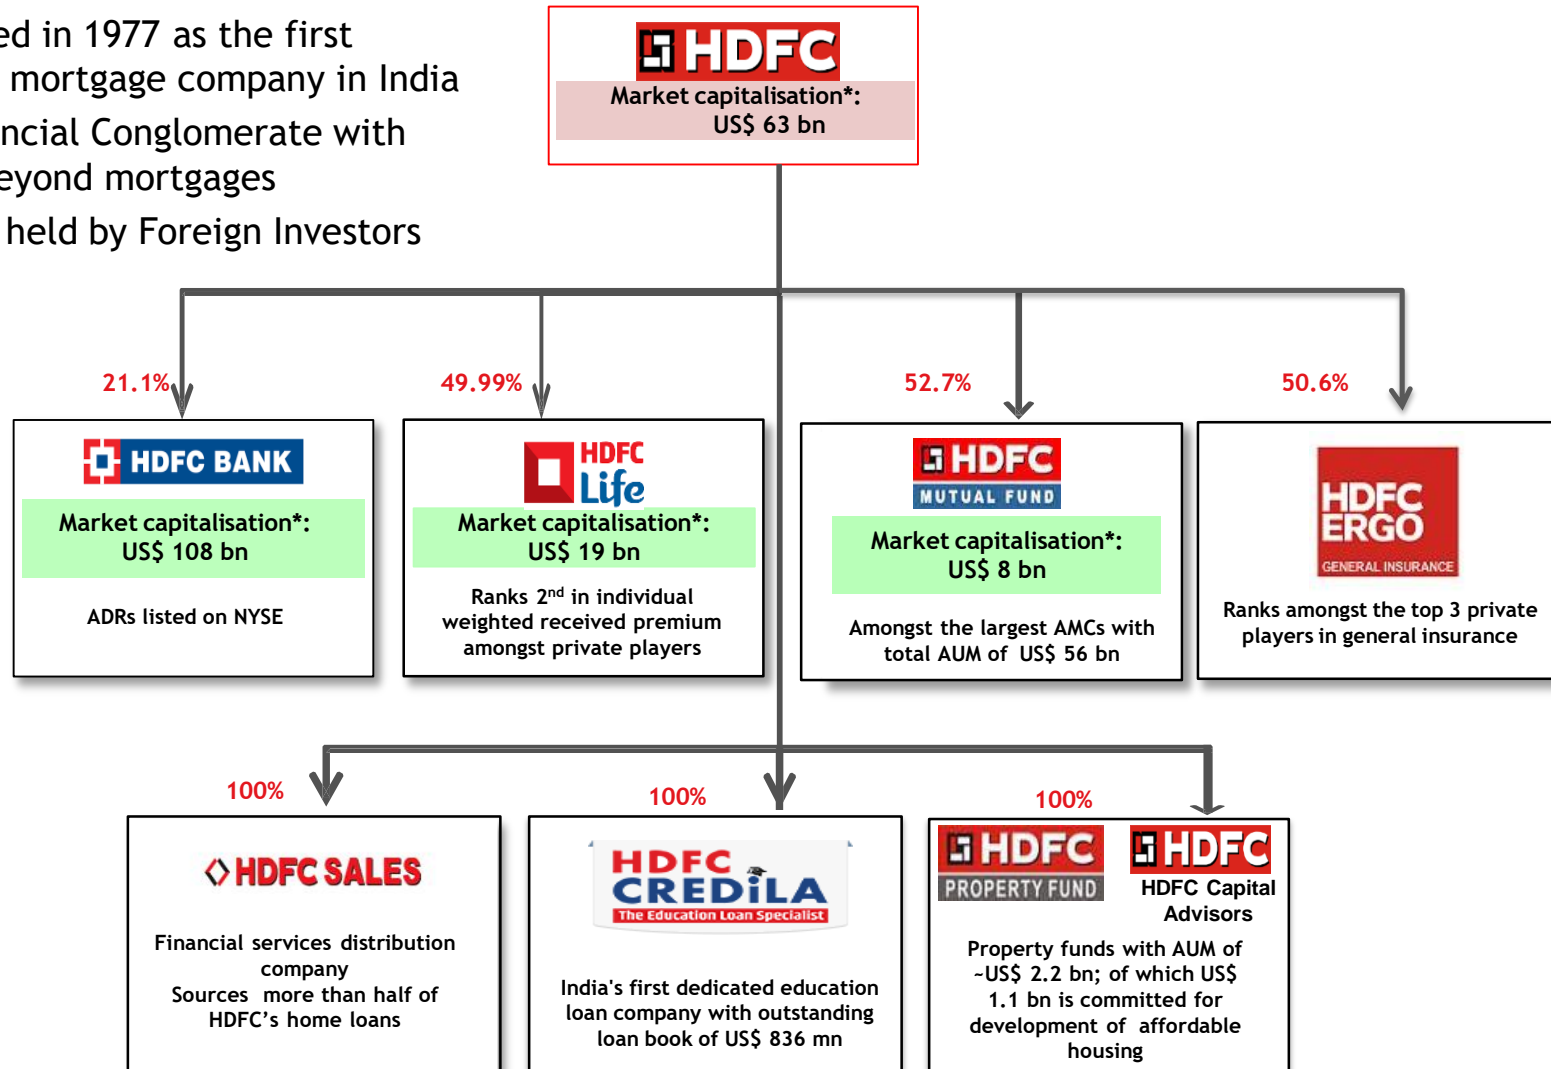 ed in 1977 as the first
mortgage company in India
ncial Conglomerate with
eyond mortgages
held by Foreign Investors
HDFC
Market capitalisation*:
US$ 63 bn
21.1%
49.99%
52.7%
50.6%
HDFC BANK
Market capitalisation*:
US$ 108 bn
ADRs listed on NYSE
HDFC
Life
Market capitalisation*:
US$ 19 bn
Ranks 2nd in individual
weighted received premium
amongst private players
HDFC
MUTUAL FUND
Market capitalisation*:
US$ 8 bn
Amongst the largest AMCs with
total AUM of US$ 56 bn
HDFC
ERGO
GENERAL INSURANCE
Ranks amongst the top 3 private
players in general insurance
100%
100%
100%
HDFC SALES
Financial services distribution
company
Sources more than half of
HDFC's home loans
HDFC
CREDiLA
The Education Loan Specialist
India's first dedicated education
loan company with outstanding
loan book of US$ 836 mn
HDFC
PROPERTY FUND
HDFC
HDFC Capital
Advisors
Property funds with AUM of
~US$ 2.2 bn; of which US$
1.1 bn is committed for
development of affordable
housing